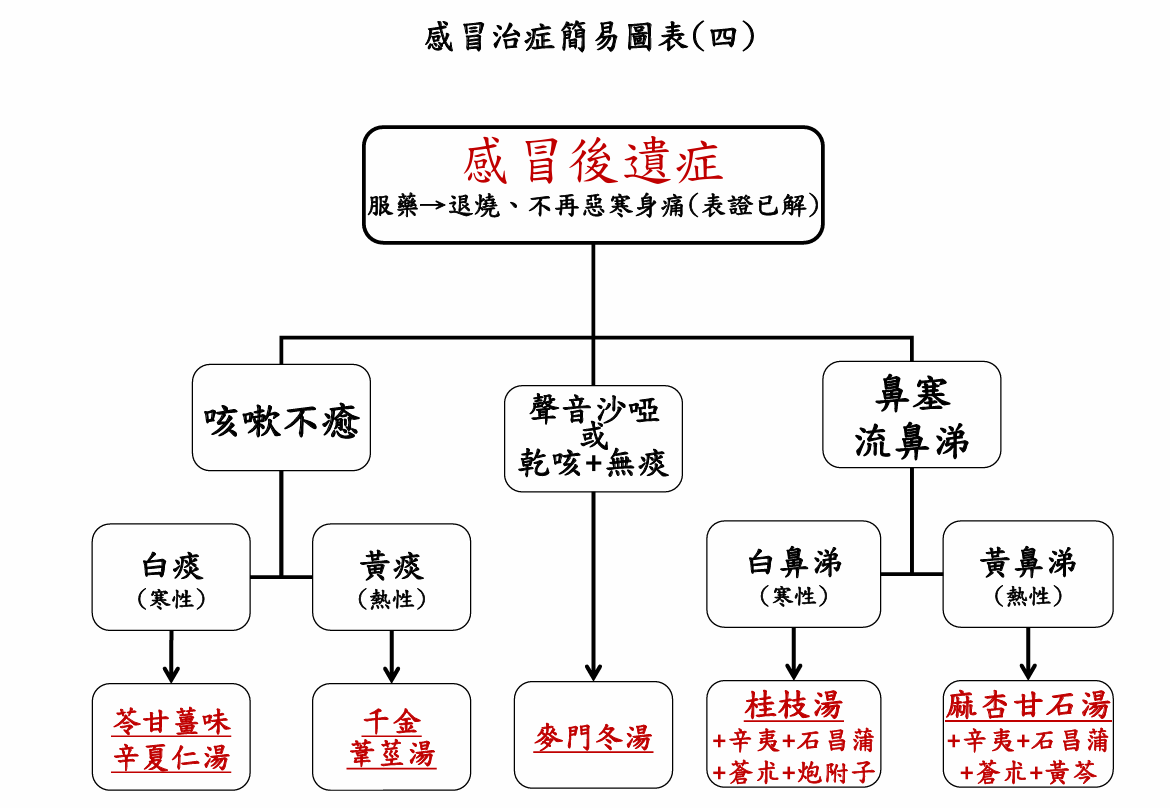 感冒治症簡易圖表(四)
感冒後遺症
服藥→退燒、不再惡寒身痛(表證已解)
咳嗽不癒
聲音沙啞
或
乾咳+無痰
鼻塞
流鼻涕
白痰
(寒性)
黃痰
(熱性)
白鼻涕
(寒性)
黃鼻涕
(熱性)
苓甘薑味
辛夏仁湯
千金
葦莖湯
麥門冬湯
桂枝湯
+辛夷+石昌蒲
+蒼朮+炮附子
麻杏甘石湯
+辛夷+石昌蒲
+蒼朮+黃芩